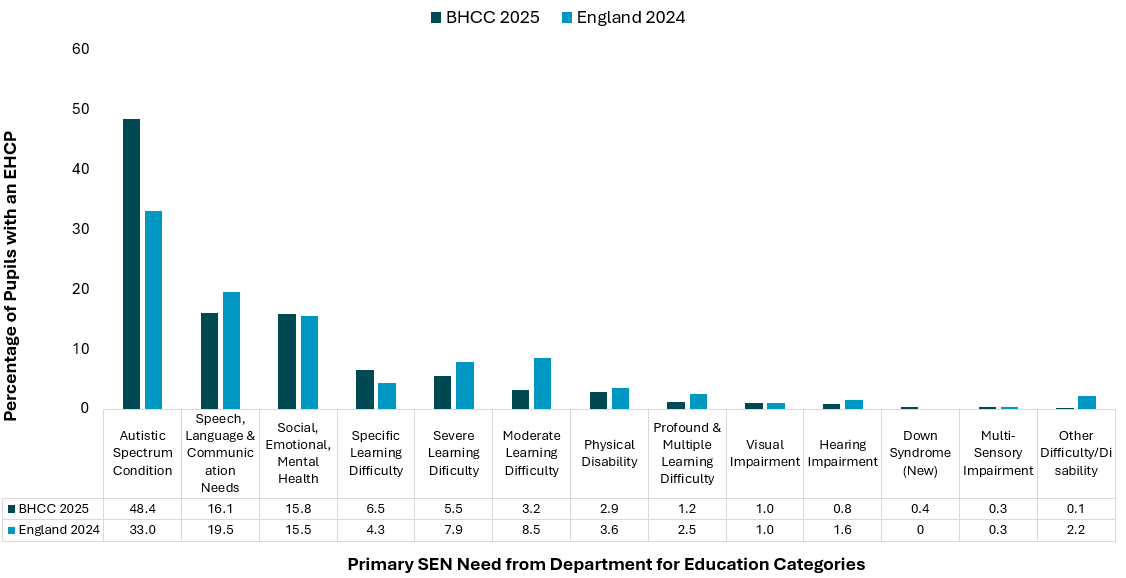 BHCC 2025 England 2024
Percentage of Pupils with an EHCP
60
50
40
30
20
10
0
Autistic
Spectrum
Condition
Speech,
Language &
Communic
ation
Needs
Social,
Emotional,
Mental
Health
Specific
Learning
Difficulty
Severe
Learning
Dificulty
Moderate
Learning
Difficulty
Physical
Disability
Profound &
Multiple
Learning
Difficulty
Visual
Impairment
Hearing
Impairment
Down
Syndrome
(New)
Multi-
Sensory
Impairment
Other
Difficulty/Di
sability
BHCC 2025 48.4 16.1 15.8 6.5 5.5 3.2 2.9 1.2 1.0 0.8 0.4 0.3 0.1
England 2024 33.0 19.5 15.5 4.3 7.9 8.5 3.6 2.5 1.0 1.6 0 0.3 2.2
Primary SEN Need from Department for Education Categories